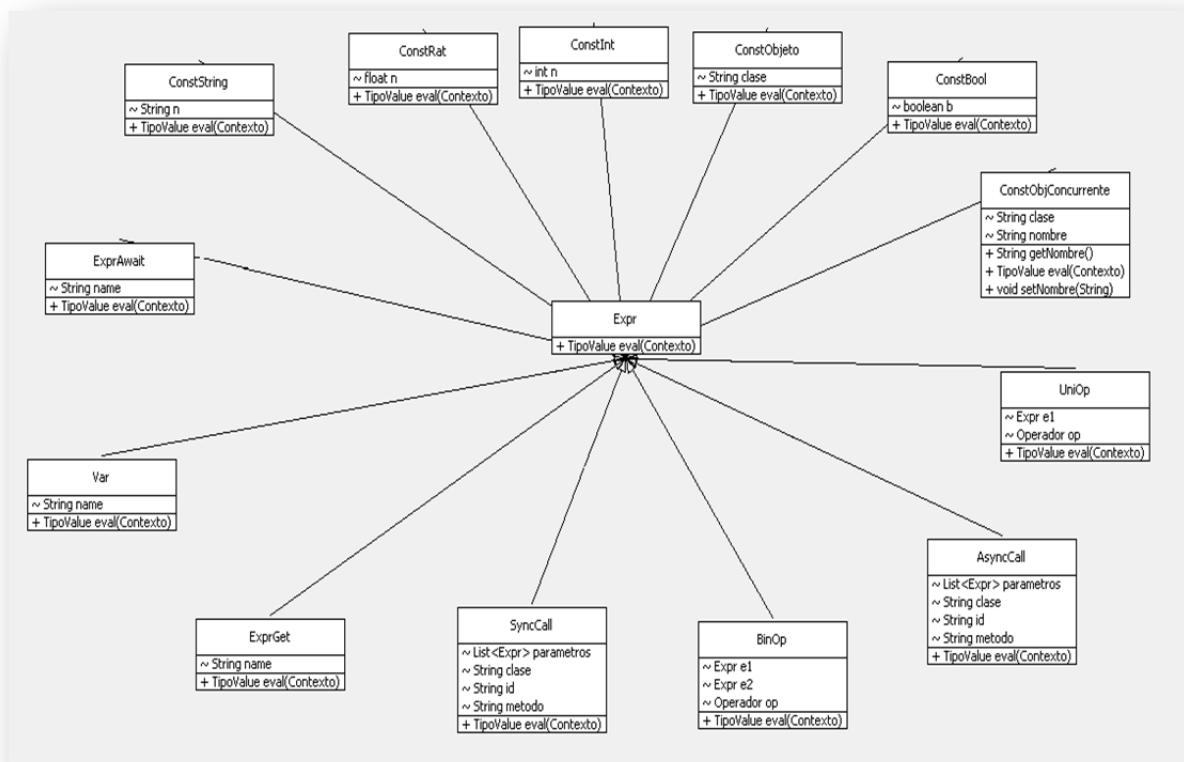 ConstString
~ String n
+ TipoValue eval(Contexto)
ConstRat
~ float n
+ TipoValue eval(Contexto)
ConstInt
~ int n
+ TipoValue eval(Contexto)
ConstObjeto
~ String clase
+ TipoValue eval(Contexto)
ConstBool
~ boolean b
+ TipoValue eval(Contexto)
ConstObjConcurrente
~ String clase
~ String nombre
+ String getNombre()
+ TipoValue eval(Contexto)
+ void setNombre(String)
ExprAwait
~ String name
+ TipoValue eval(Contexto)
Expr
+ TipoValue eval(Contexto)
UniOp
~ Expr e1
~ Operador op
+ TipoValue eval(Contexto)
Var
~ String name
+ TipoValue eval(Contexto)
AsyncCall
~ List<Expr> parametros
~ String clase
~ String id
~ String metodo
+ TipoValue eval(Contexto)
ExprGet
~ String name
+ TipoValue eval(Contexto)
SyncCall
~ List<Expr> parametros
~ String clase
~ String id
~ String metodo
+ TipoValue eval(Contexto)
BinOp
~ Expr e1
~ Expr e2
~ Operador op
+ TipoValue eval(Contexto)